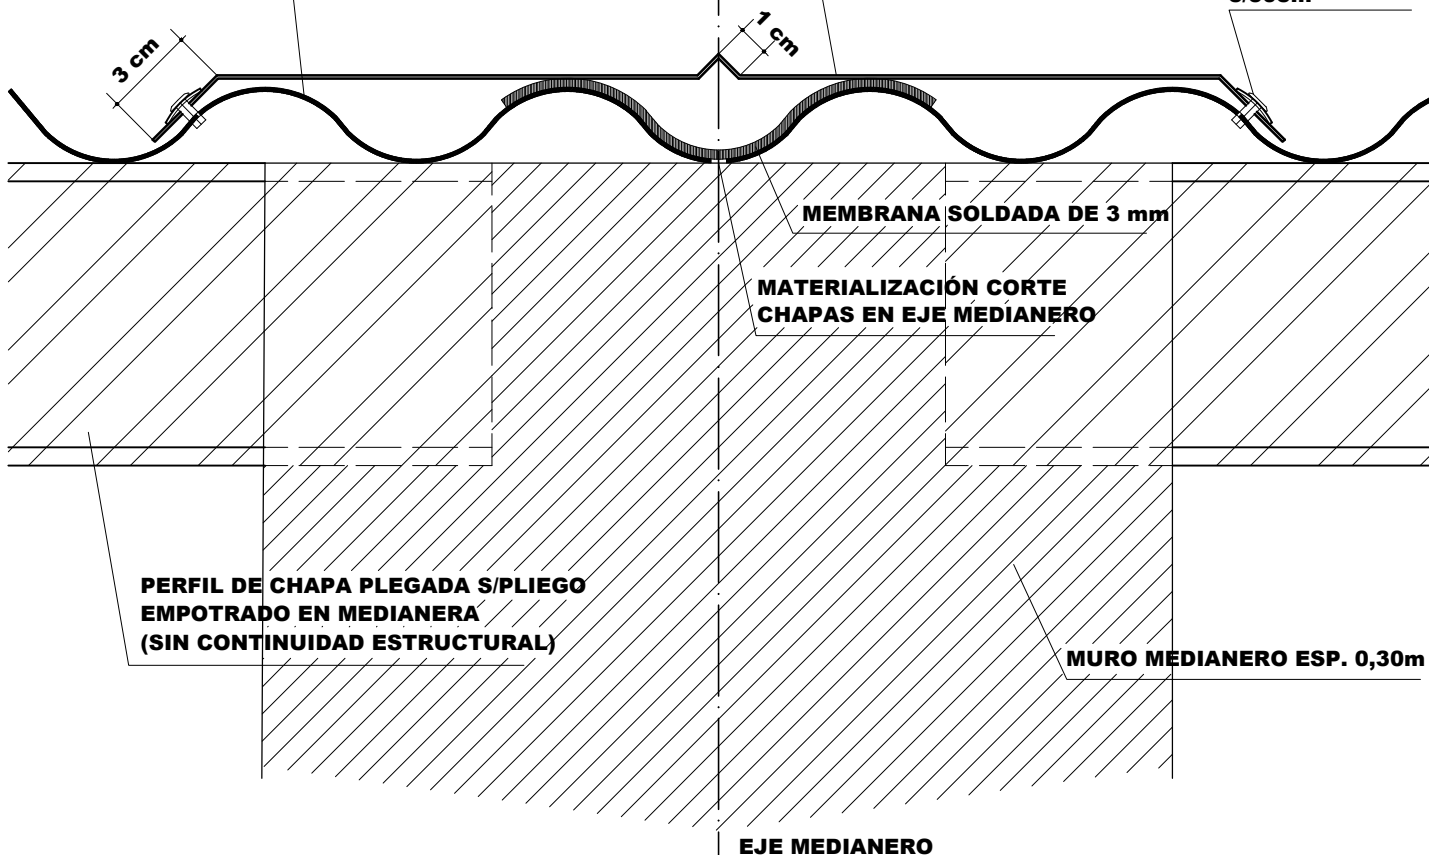 3 cm
1 cm
MEMBRANA SOLDADA DE 3 mm
MATERIALIZACIÓN CORTE
CHAPAS EN EJE MEDIANERO
PERFIL DE CHAPA PLEGADA S/PLIEGO
EMPOTRADO EN MEDIANERA
(SIN CONTINUIDAD ESTRUCTURAL)
MURO MEDIANERO ESP. 0,30m
EJE MEDIANERO